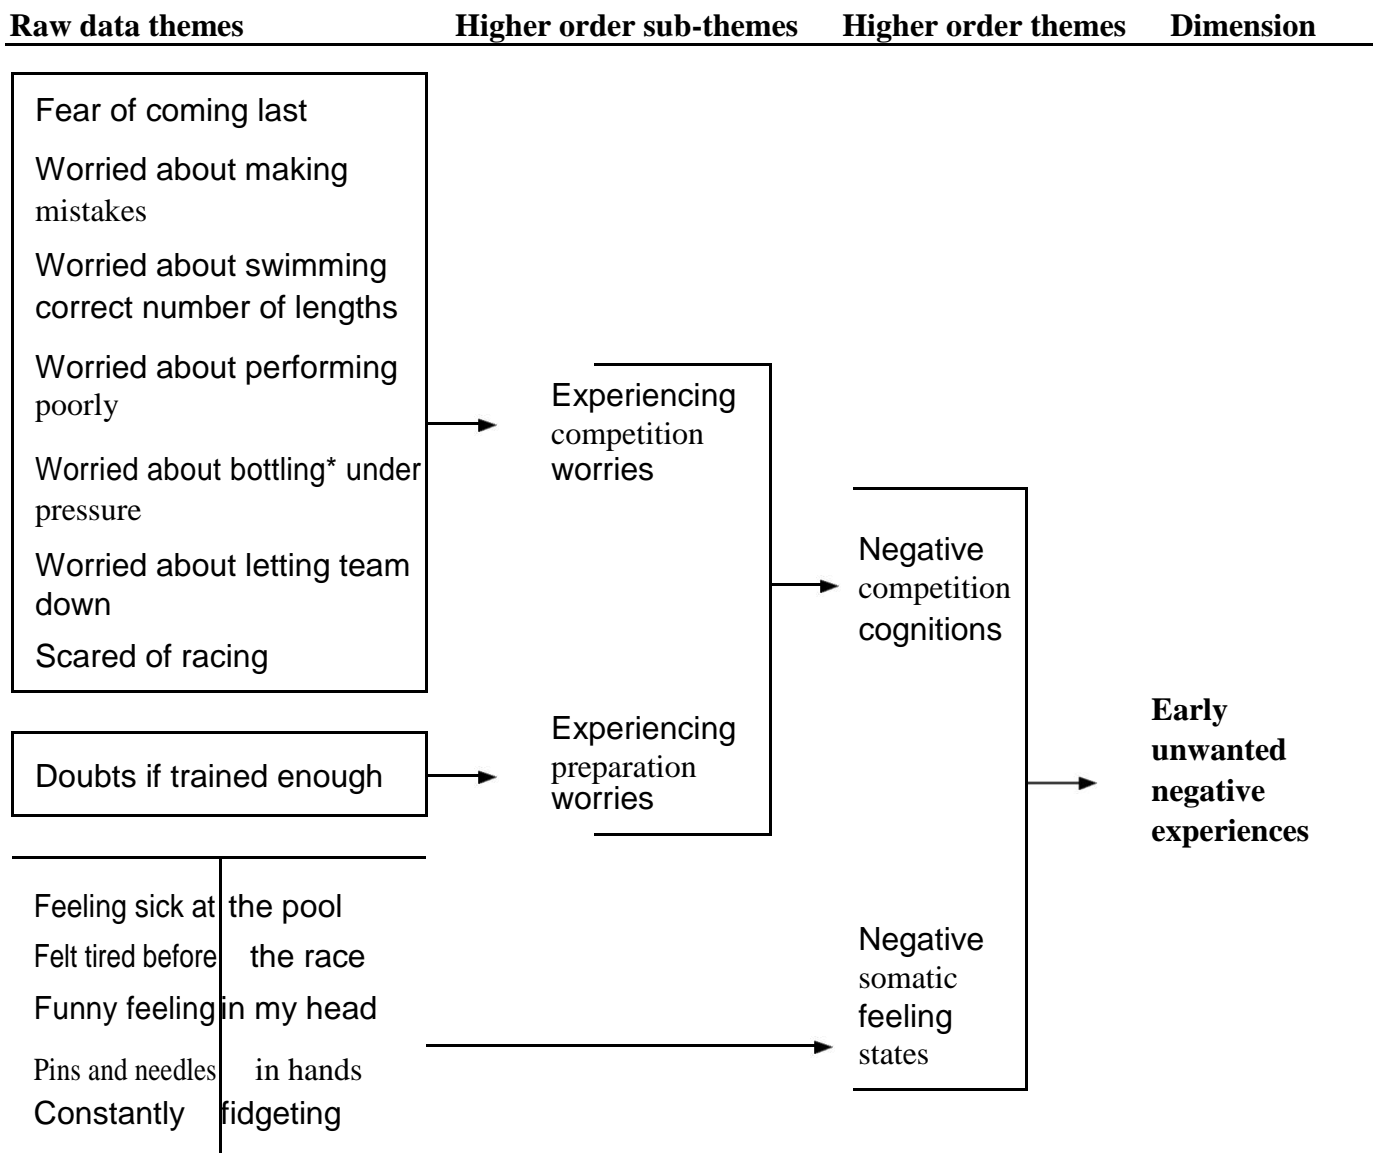 Raw data themes Higher order sub-themes Higher order themes Dimension
Fear of coming last
Worried about making
mistakes
Worried about swimming
correct number of lengths
Worried about performing
poorly
Worried about bottling* under
pressure
Worried about letting team
down
Scared of racing
Doubts if trained enough
Feeling sick at the pool
Felt tired before the race
Funny feeling in my head
Pins and needles in hands
Constantly fidgeting
Experiencing
competition
worries
Experiencing
preparation
worries
Negative
competition
cognitions
Negative
somatic
feeling
states
Early
unwanted
negative
experiences